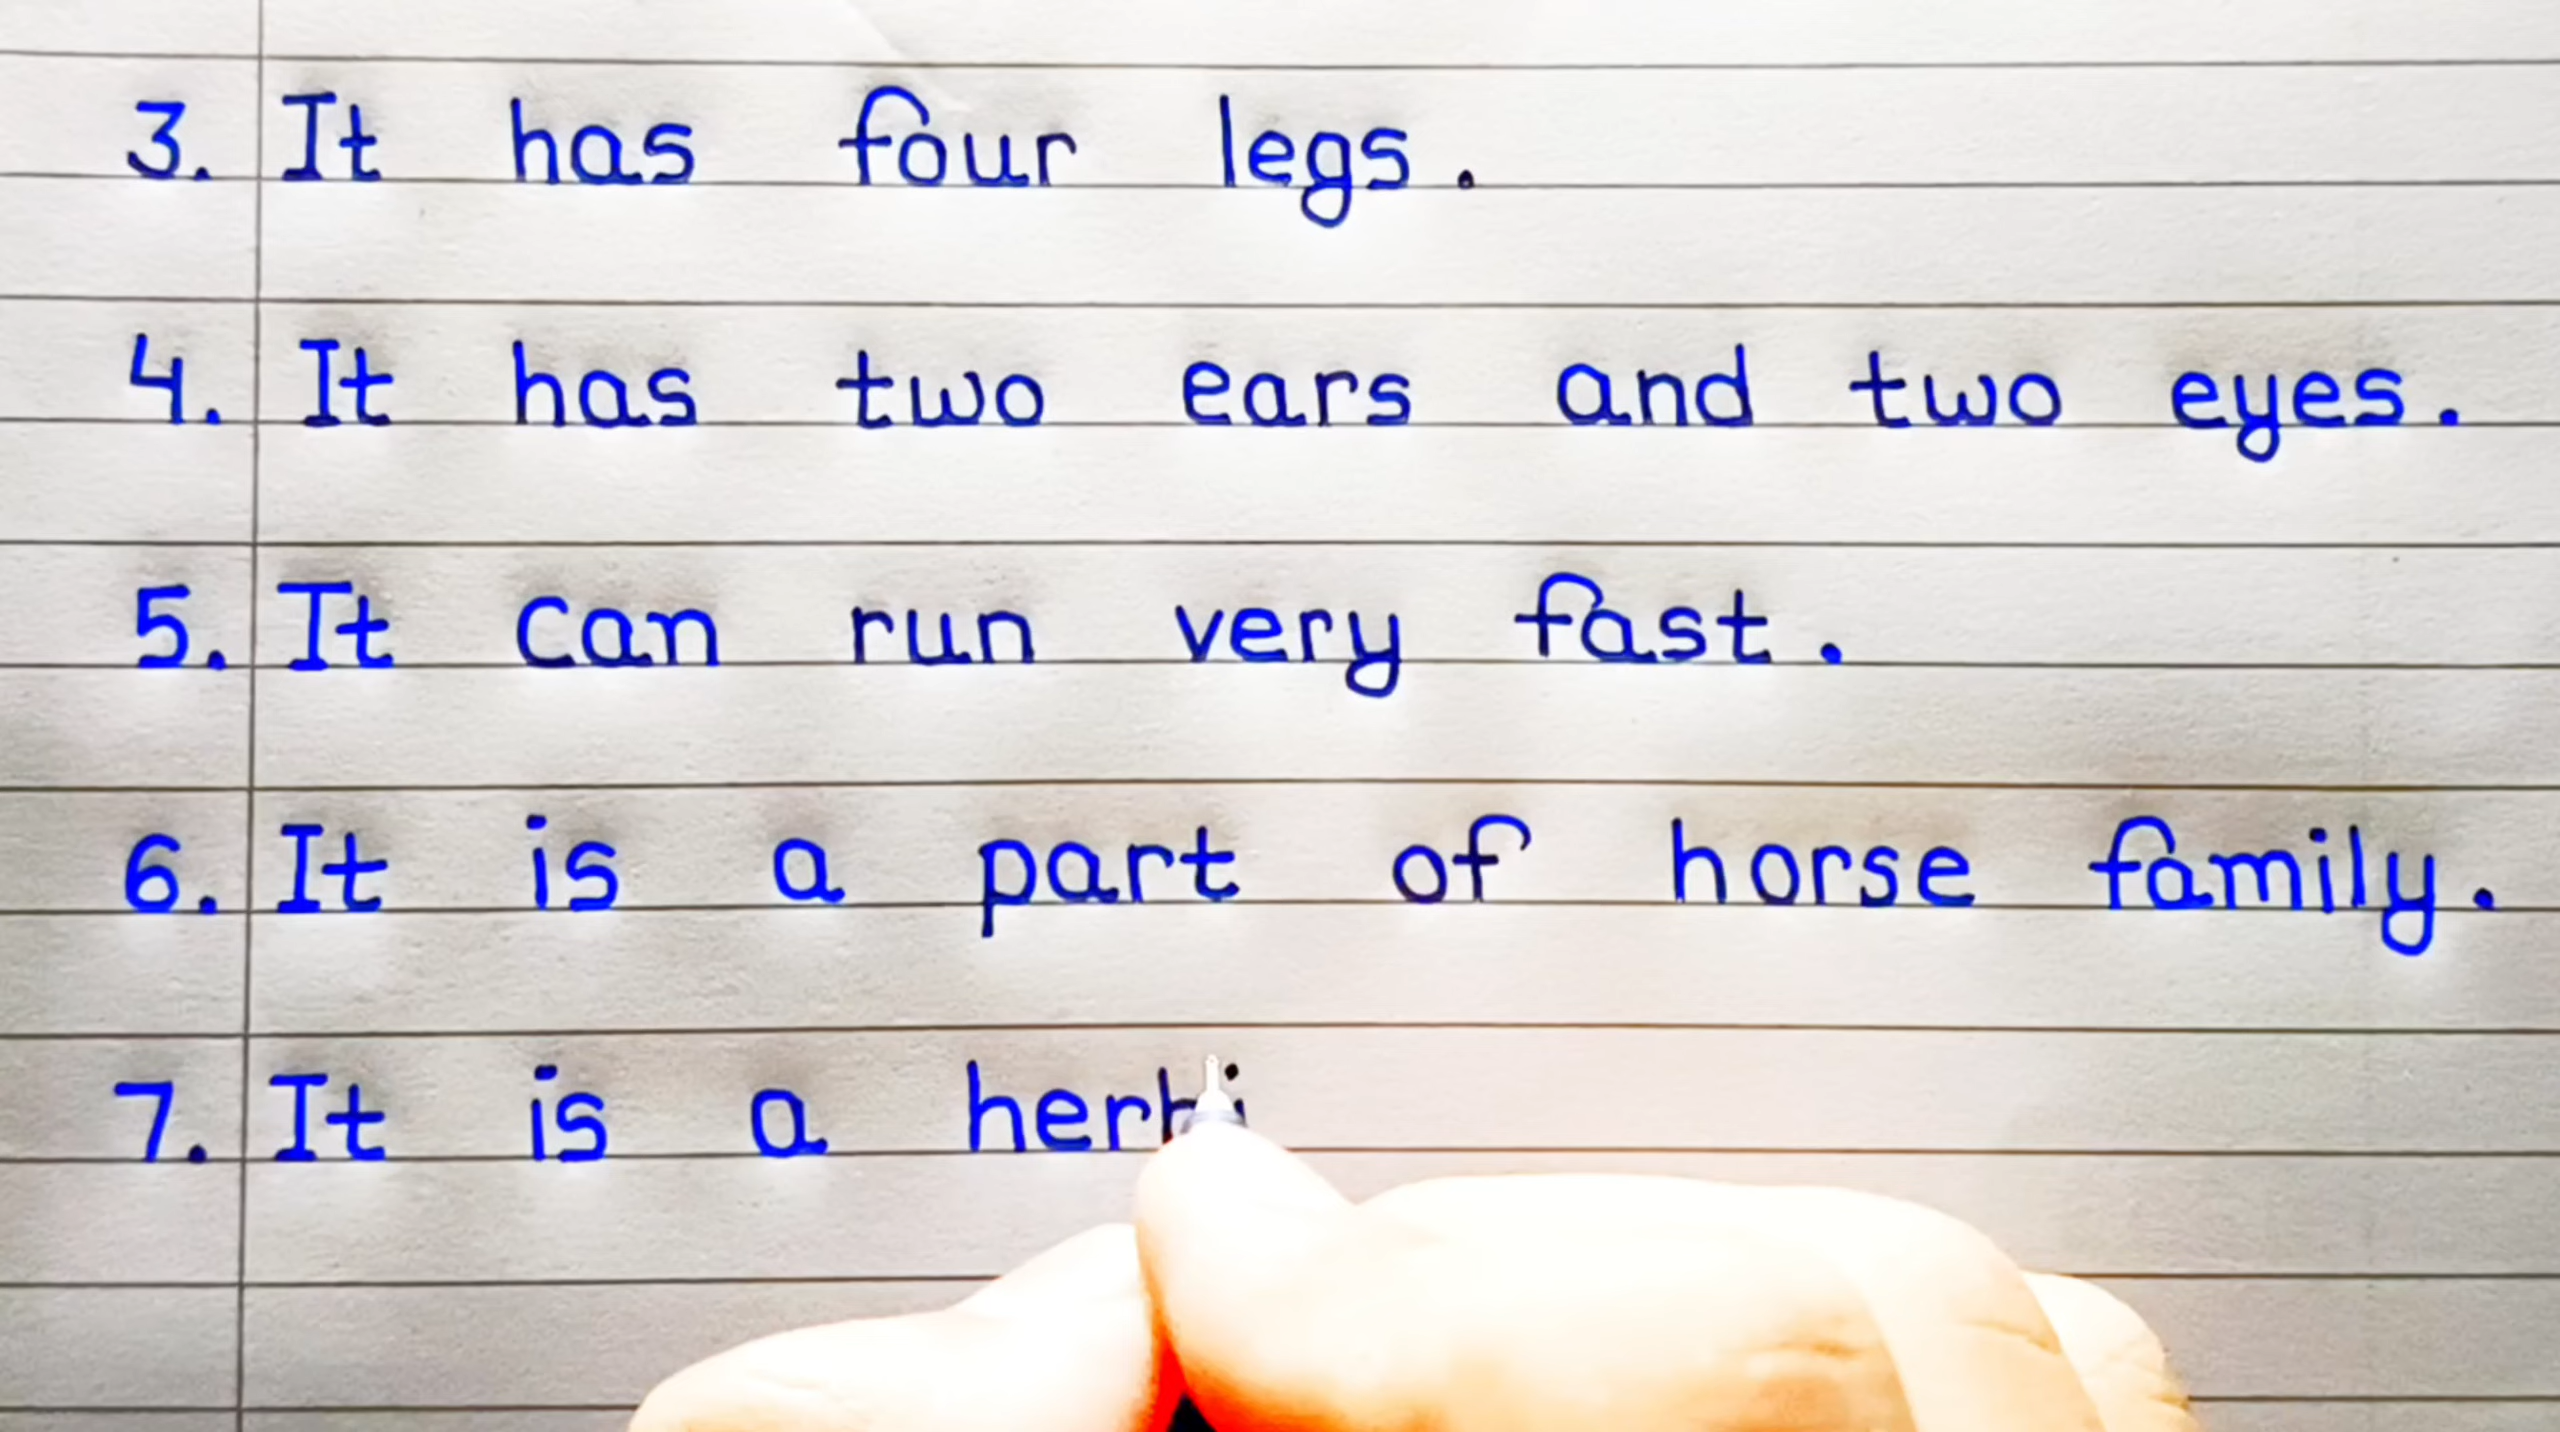 3. It has four legs.
4. It has two ears and two eyes.
5. It can run very fast.
6. It is a part of horse family.
7. It is a herbi